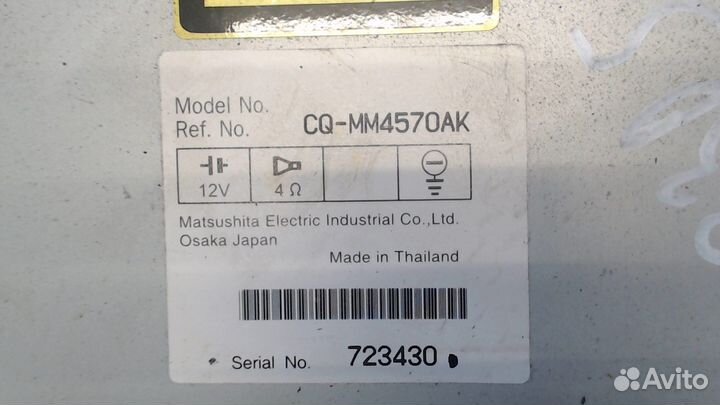 Model No.
Ref. No. CQ-MM4570AK
12V 4 Ω
Matsushita Electric Industrial Co.,Ltd.
Osaka Japan
Made in Thailand
Serial No. 723430
Avito